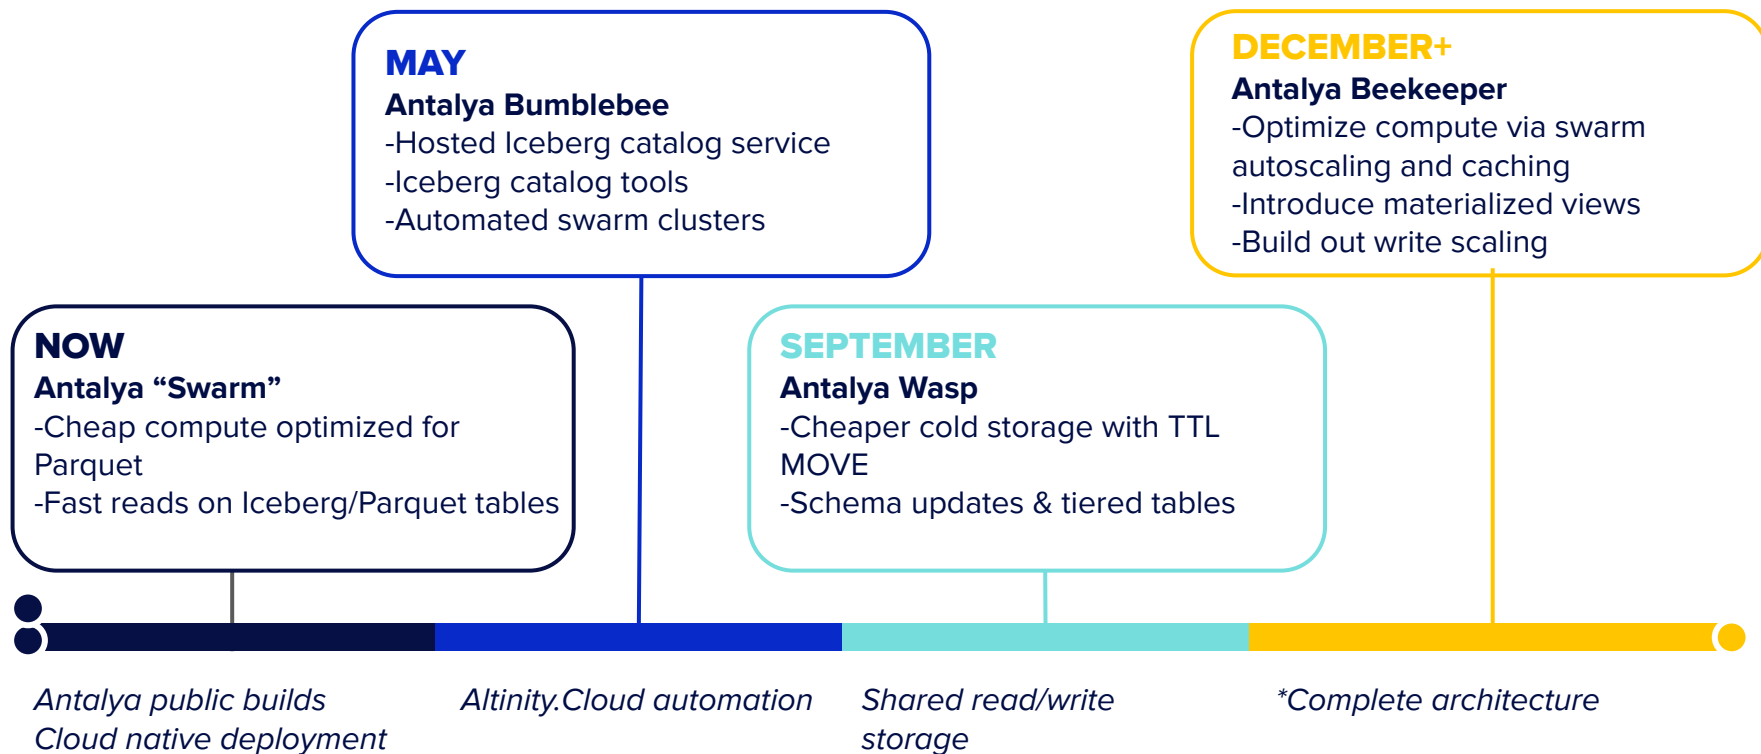 MAY
Antalya Bumblebee
-Hosted Iceberg catalog service
-Iceberg catalog tools
-Automated swarm clusters
DECEMBER+
Antalya Beekeeper
-Optimize compute via swarm
autoscaling and caching
-Introduce materialized views
-Build out write scaling
NOW
Antalya “Swarm”
-Cheap compute optimized for
Parquet
-Fast reads on Iceberg/Parquet tables
SEPTEMBER
Antalya Wasp
-Cheaper cold storage with TTL
MOVE
-Schema updates & tiered tables
Antalya public builds
Cloud native deployment
Altinity.Cloud automation
Shared read/write
storage
*Complete architecture